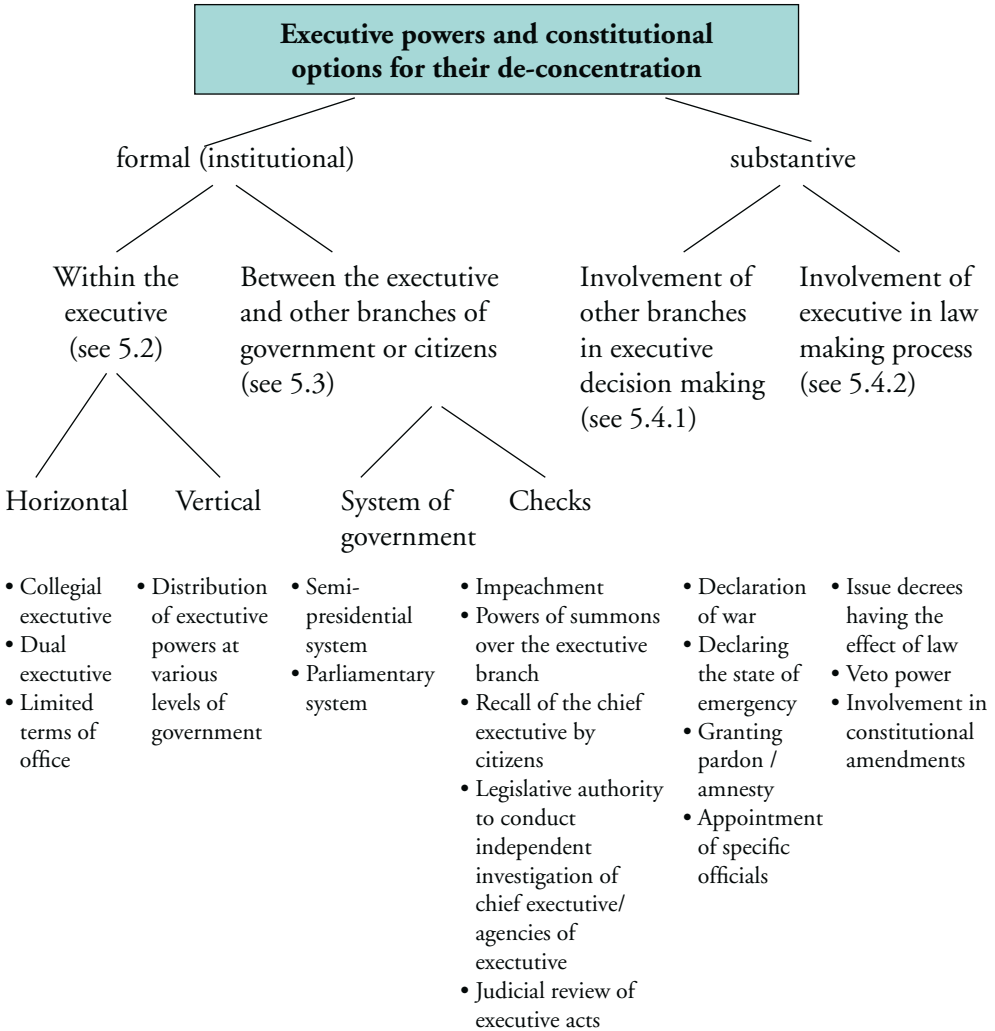 Executive powers and constitutional
options for their de-concentration
formal (institutional)
substantive
Within the
executive
(see 5.2)
Between the exectutive
and other branches of
government or citizens
(see 5.3)
Involvement of
other branches
in executive
decision making
(see 5.4.1)
Involvement of
executive in law
making process
(see 5.4.2)
Horizontal
Vertical
System of
government
Checks
• Collegial
exectutive
• Dual
exectutive
• Limited
terms of
office
• Distribution
of executive
powers at
various
levels of
government
• Semi-
presidential
system
• Parliamentary
system
• Impeachment
• Powers of summons
over the executive
branch
• Recall of the chief
executive by
citizens
• Legislative authority
to conduct
independent
investigation of
chief exectutive/
agencies of
exectutive
• Judicial review of
executive acts
• Declaration
of war
• Declaring
the state of
emergency
• Granting
pardon /
amnesty
• Appointment
of specific
officials
• Issue decrees
having the
effect of law
• Veto power
• Involvement in
constitutional
amendments